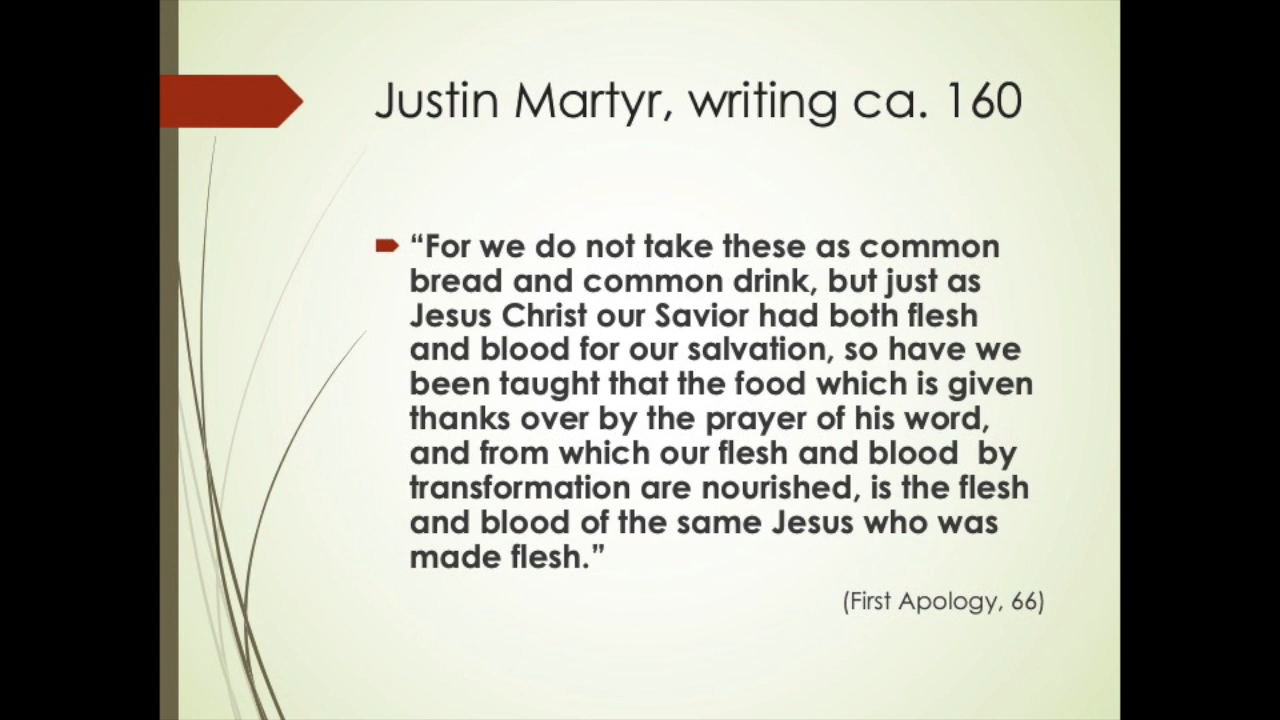 Justin Martyr, writing ca. 160
“For we do not take these as common
bread and common drink, but just as
Jesus Christ our Savior had both flesh
and blood for our salvation, so have we
been taught that the food which is given
thanks over by the prayer of his word,
and from which our flesh and blood  by
transformation are nourished, is the flesh
and blood of the same Jesus who was
made flesh.”
(First Apology, 66)